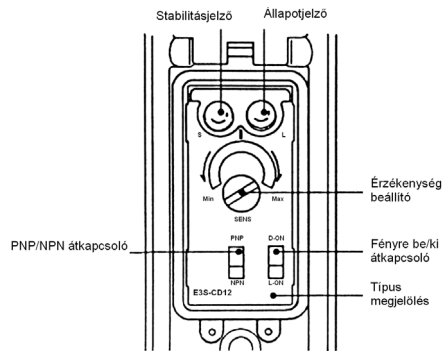 Stabilitásjelző
Állapotjelző
S
L
Min
Max
SENS
Érzékenység
beállító
PNP/NPN átkapcsoló
PNP
D-ON
Fényre be/ki
átkapcsoló
NPN
L-ON
E3S-CD12
Típus
megjelölés